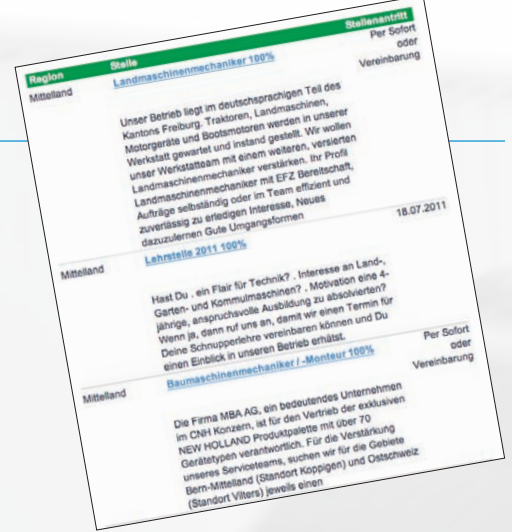 Region Stelle Stellenantritt
Mittelland Landmaschinenmechaniker 100% Per Sofort
oder
Vereinbarung
Unser Betrieb liegt im deutschsprachigen Teil des
Kantons Freiburg. Traktoren, Landmaschinen,
Motorgeräte und Bootsmotoren werden in unserer
Werkstatt gewartet und instand gestellt. Wir wollen
unser Werkstatteam mit einem weiteren, versierten
Landmaschinenmechaniker verstärken. Ihr Profil
Landmaschinenmechaniker mit EFZ Bereitschaft,
Aufträge selbständig oder im Team effizient und
zuverlässig zu erledigen Interesse, Neues
dazuzulernen Gute Umgangsformen
Mittelland Lehrstelle 2011 100% 18.07.2011
Hast Du . ein Flair für Technik? . Interesse an Land-,
Garten- und Kommulmaschinen? . Motivation eine 4-
jährige, anspruchsvolle Ausbildung zu absolvierten?
Wenn ja, dann ruf uns an, damit wir einen Termin für
Deine Schnupperlehre vereinbaren können und Du
einen Einblick in unseren Betrieb erhätst.
Mittelland Baumaschinenmechaniker / -Monteur 100% Per Sofort
oder
Vereinbarung
Die Firma MBA AG, ein bedeutendes Unternehmen
im CNH Konzern, ist für den Vertrieb der exklusiven
NEW HOLLAND Produktpalette mit über 70
Gerätetypen verantwortlich. Für die Verstärkung
unseres Serviceteams, suchen wir für die Gebiete
Bern-Mittelland (Standort Koppigen) und Ostschweiz
(Standort Vilters) jeweils einen